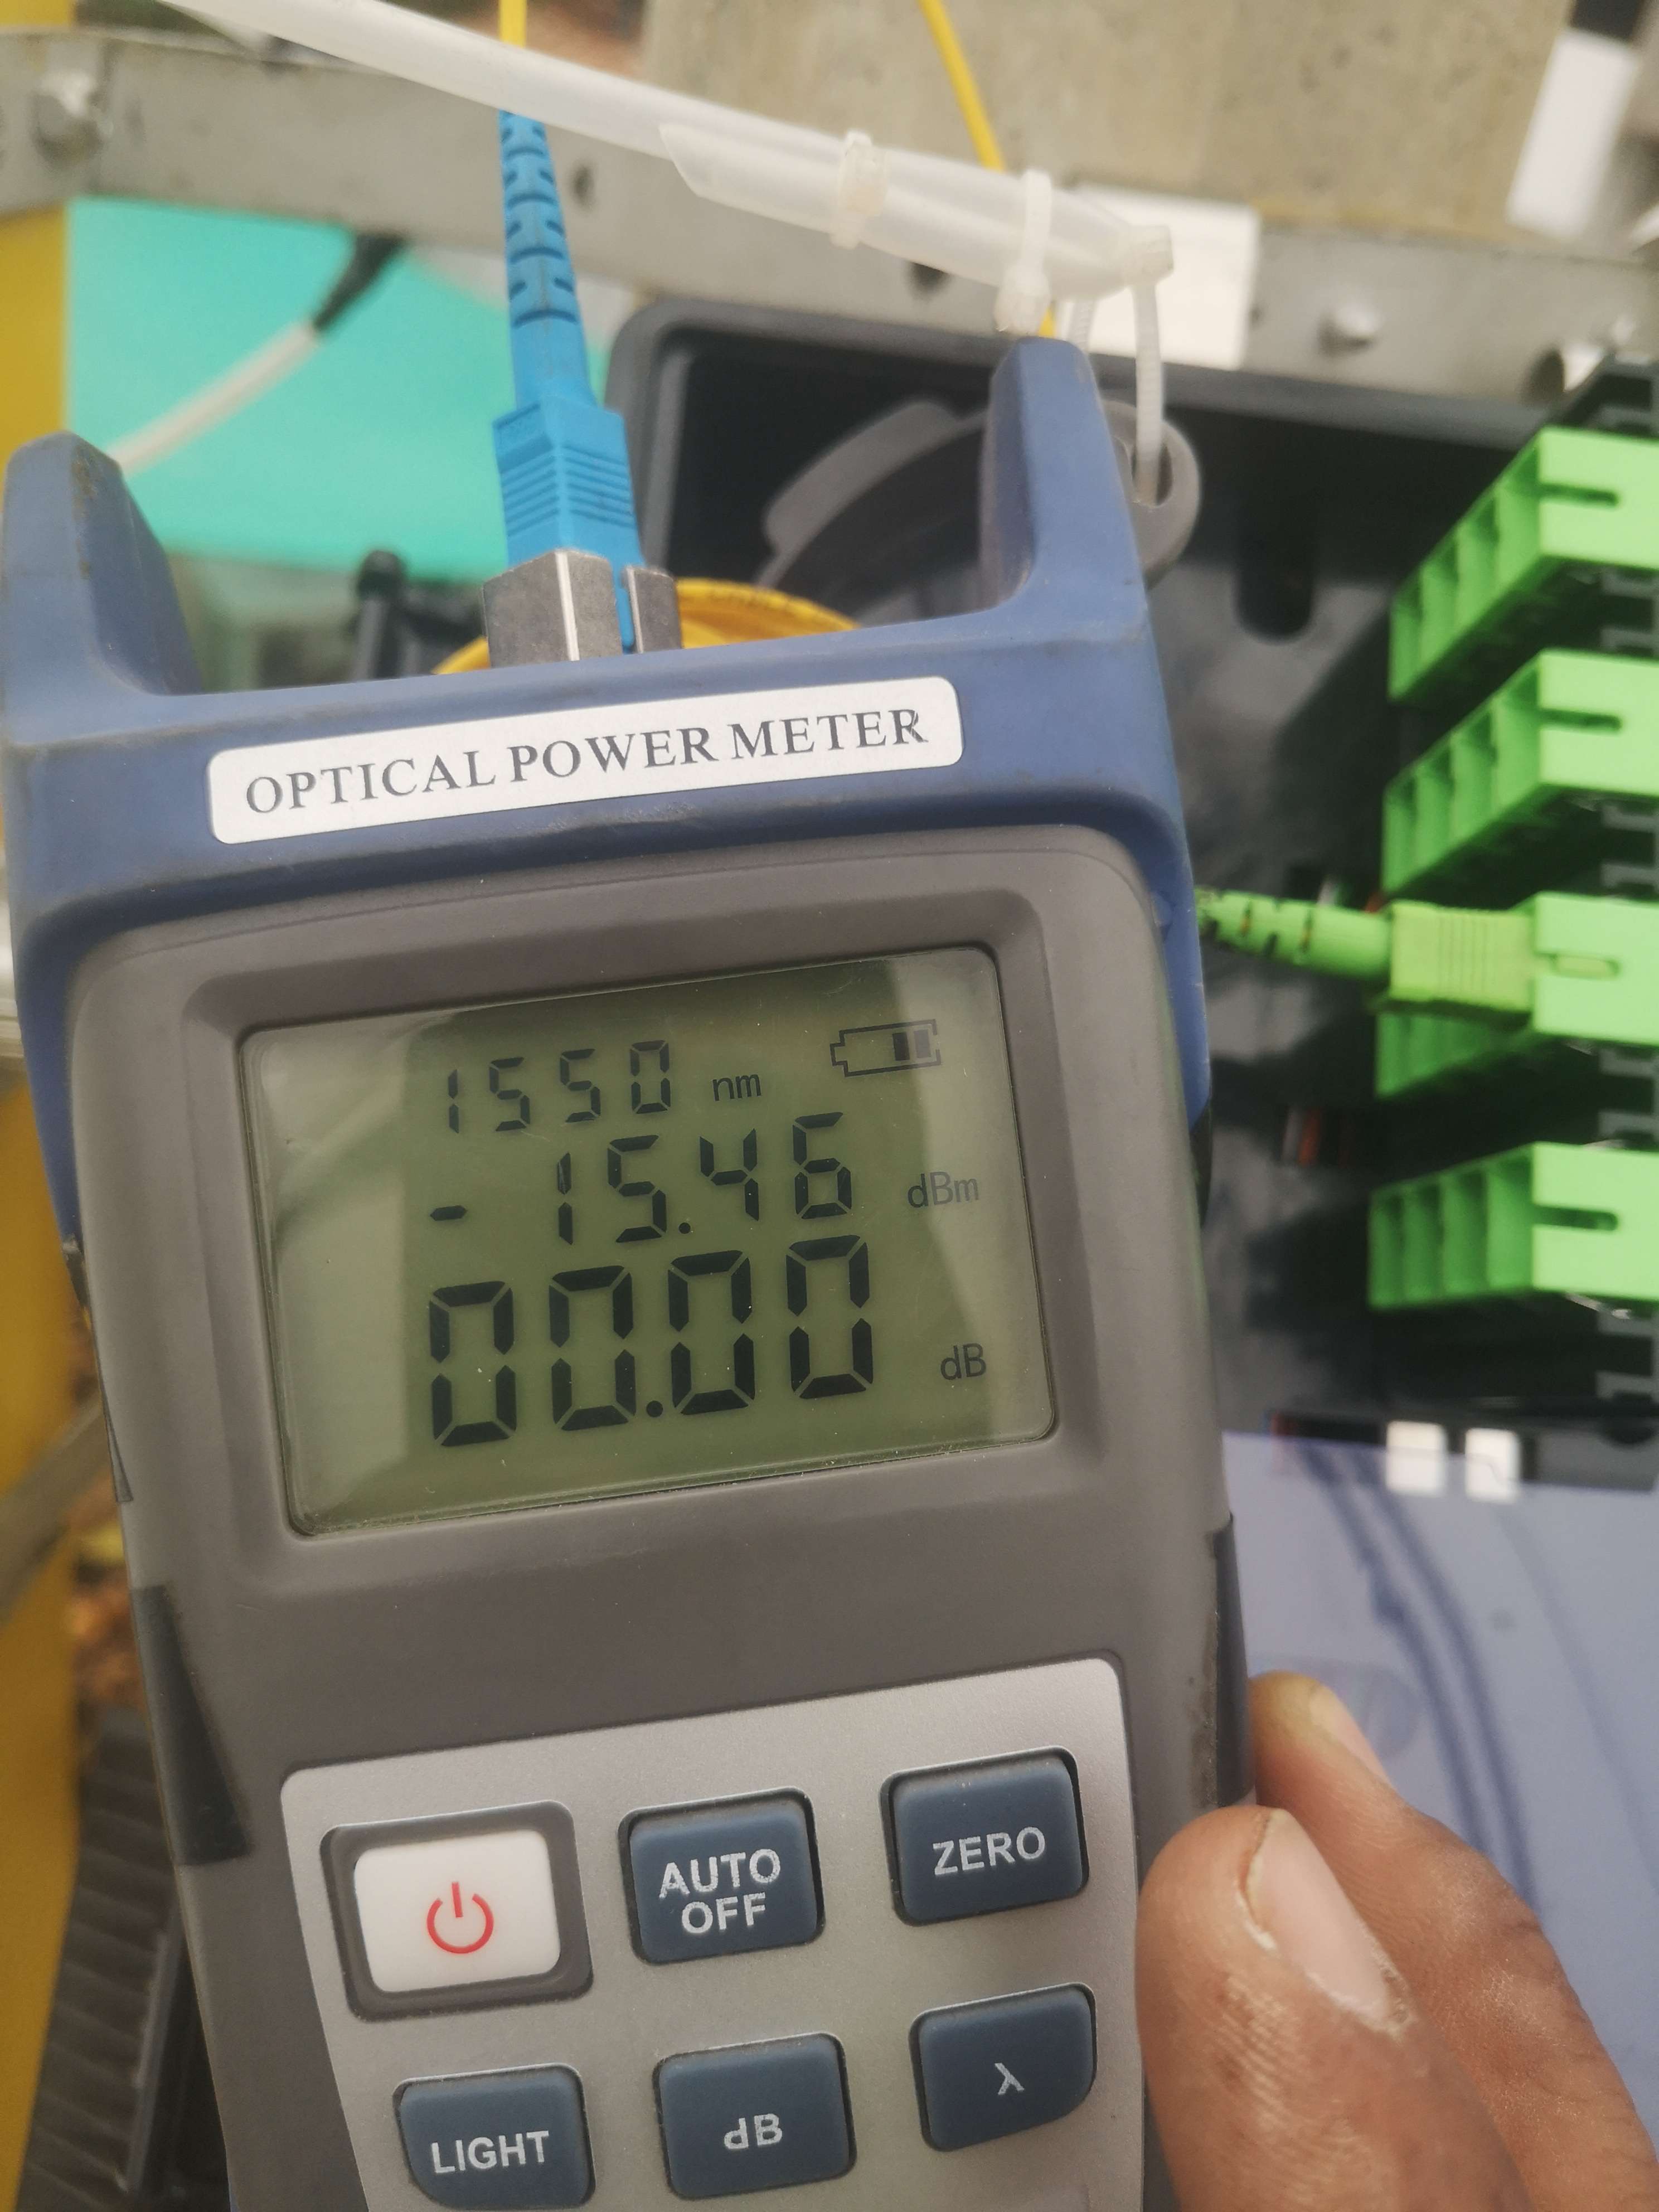 OPTICAL POWER METER
1550 nm
-15.46 dBm
00.00 dB
AUTO OFF
ZERO
LIGHT
dB
λ